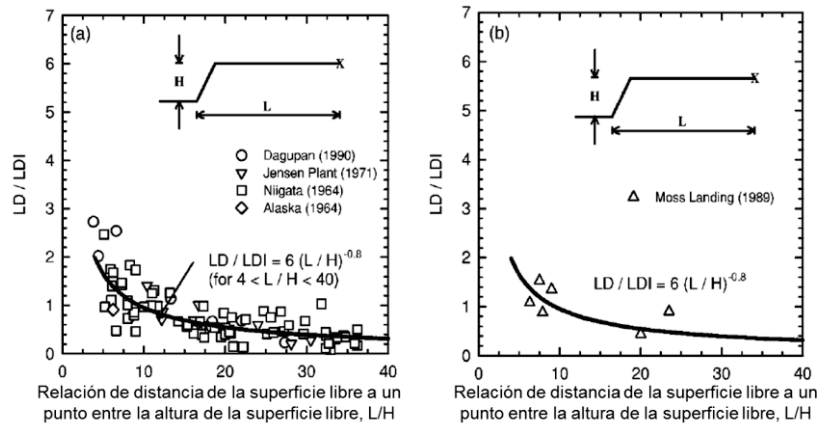 (a)
7
6
5
4
3
2
1
0
LD / LDI
H
L
X
Dagupan (1990)
Jensen Plant (1971)
Niigata (1964)
Alaska (1964)
LD / LDI = 6 (L / H)^-0.8
(for 4 < L / H < 40)
0 10 20 30 40
Relación de distancia de la superficie libre a un
punto entre la altura de la superficie libre, L/H
(b)
7
6
5
4
3
2
1
0
LD / LDI
H
L
X
Moss Landing (1989)
LD / LDI = 6 (L / H)^-0.8
0 10 20 30 40
Relación de distancia de la superficie libre a un
punto entre la altura de la superficie libre, L/H